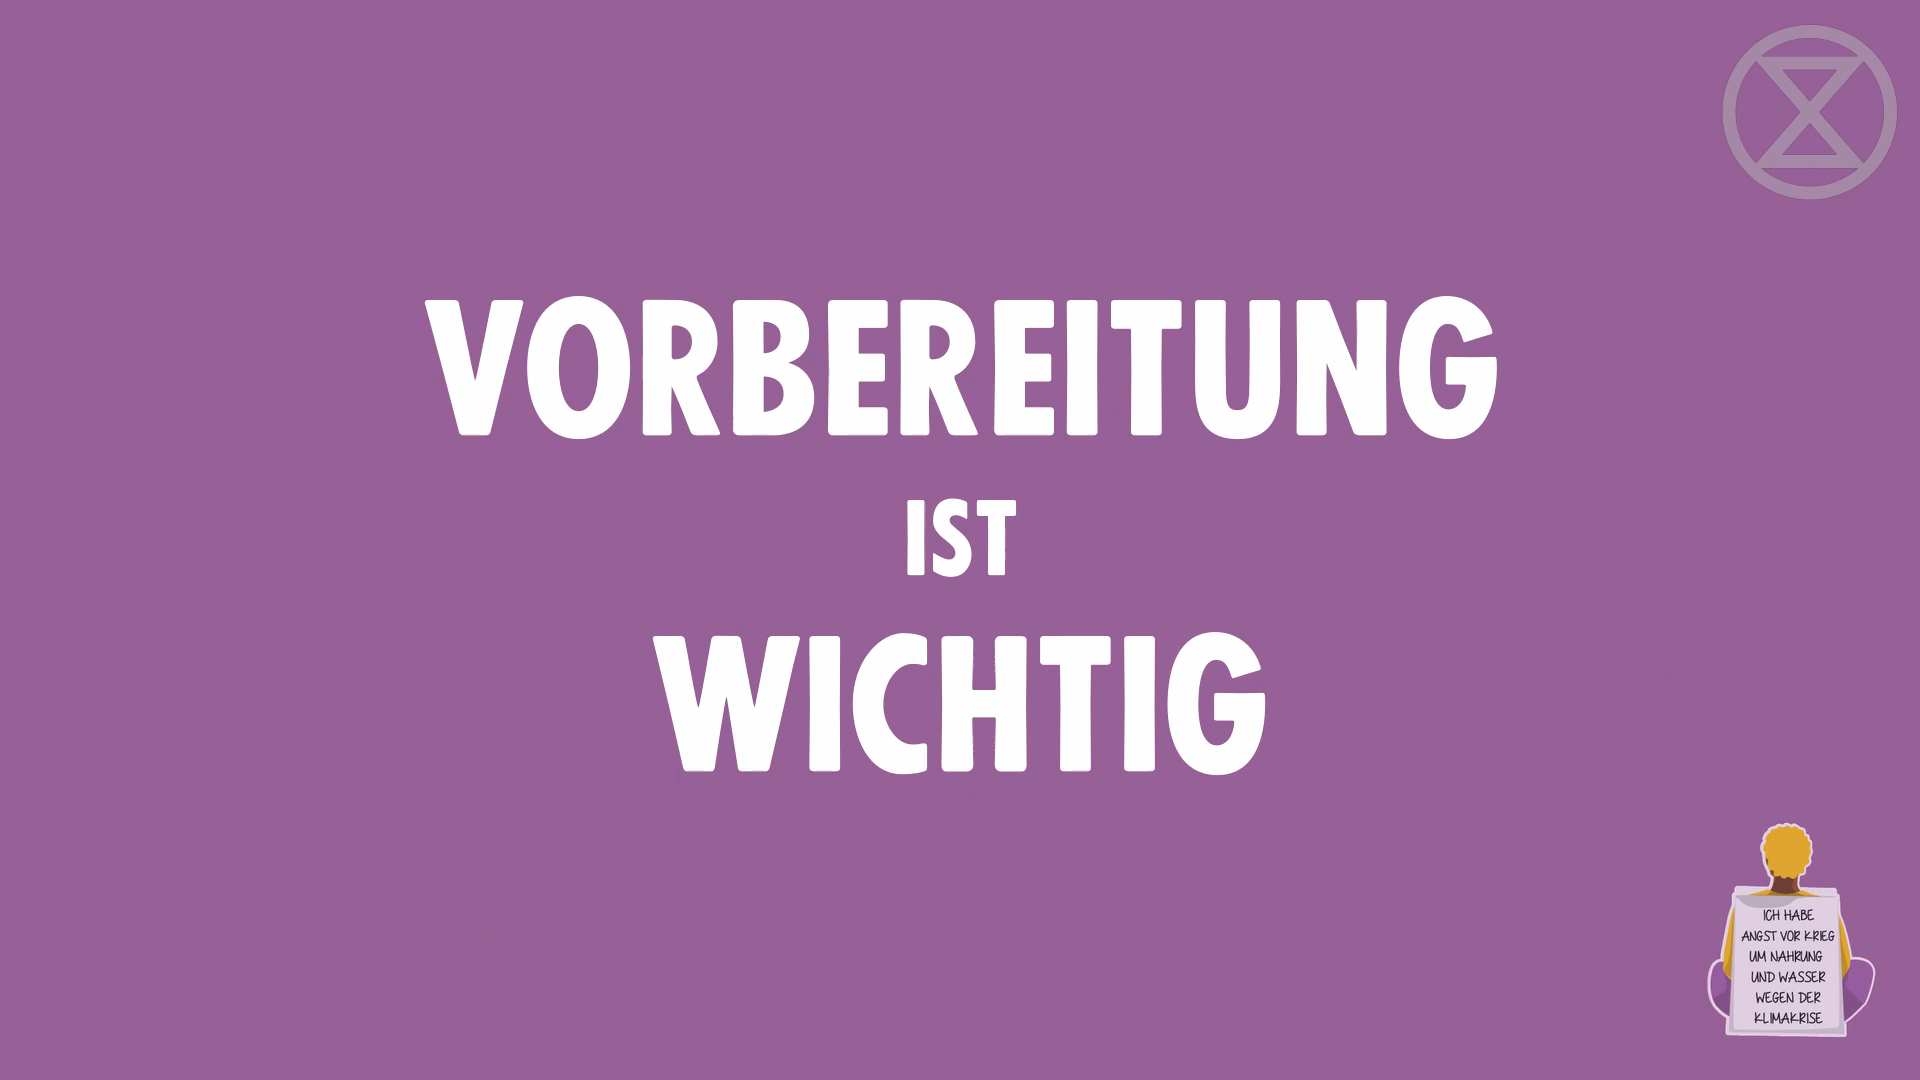 VORBEREITUNG
IST
WICHTIG
ICH HABE
ANGST VOR KRIEG
UM NAHRUNG
UND WASSER
WEGEN DER
KLIMAKRISE